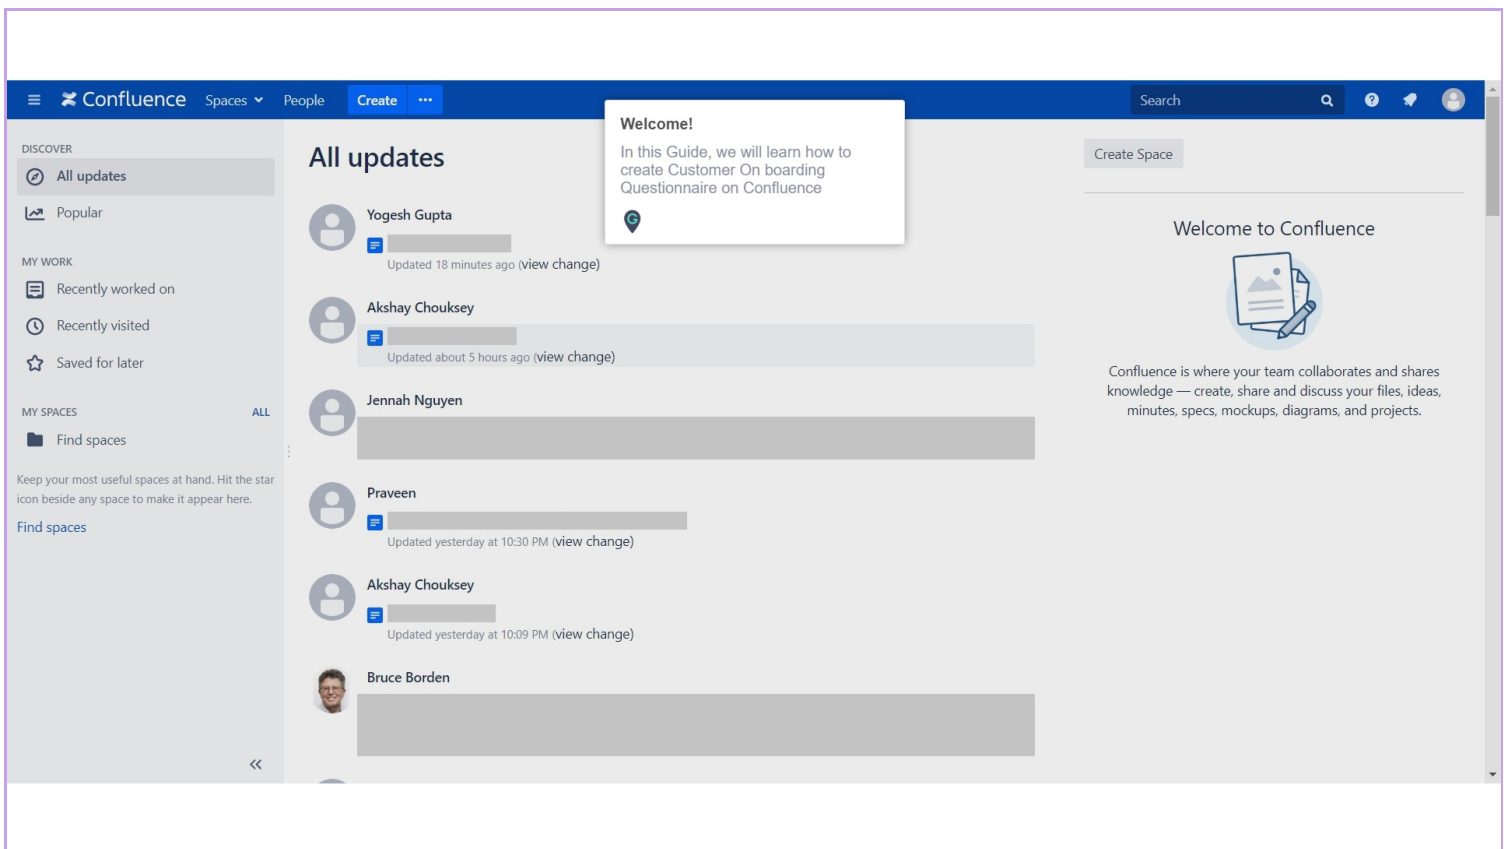 Confluence
Spaces
People
Create
Search
Welcome!
In this Guide, we will learn how to
create Customer On boarding
Questionnaire on Confluence
G
DISCOVER
All updates
Popular
MY WORK
Recently worked on
Recently visited
Saved for later
MY SPACES
ALL
Find spaces
Keep your most useful spaces at hand. Hit the star
icon beside any space to make it appear here.
Find spaces
All updates
Yogesh Gupta
Updated 18 minutes ago (view change)
Akshay Chouksey
Updated about 5 hours ago (view change)
Jennah Nguyen
Praveen
Updated yesterday at 10:30 PM (view change)
Akshay Chouksey
Updated yesterday at 10:09 PM (view change)
Bruce Borden
Create Space
Welcome to Confluence
Confluence is where your team collaborates and shares
knowledge — create, share and discuss your files, ideas,
minutes, specs, mockups, diagrams, and projects.